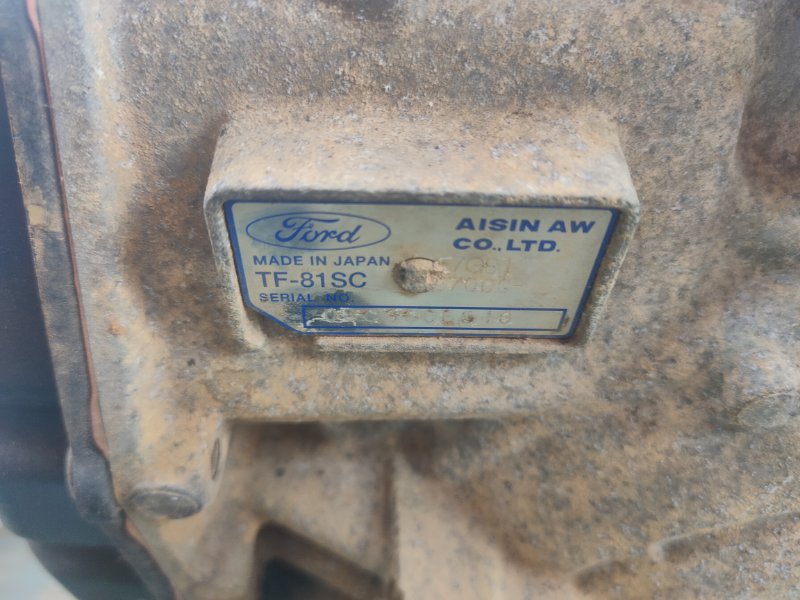 Ford
AISIN AW
CO., LTD.
MADE IN JAPAN
TF-81SC
SERIAL NO.